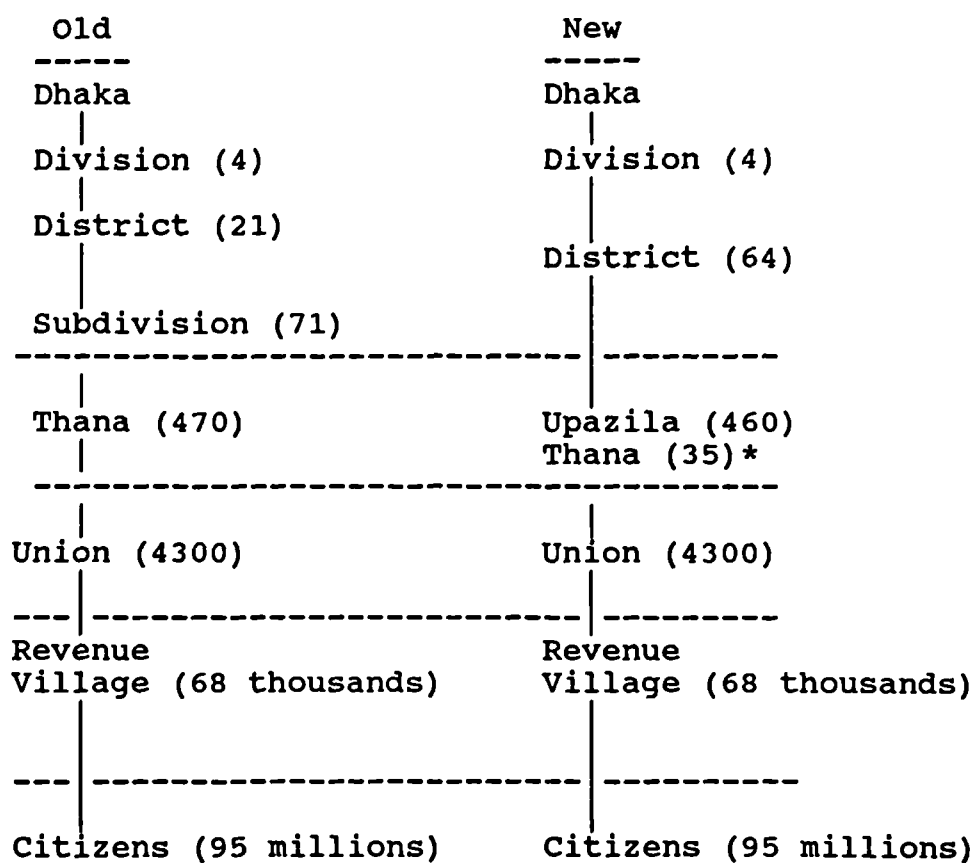 Old New
Dhaka Dhaka
Division (4) Division (4)
District (21)
District (64)
Subdivision (71)
Thana (470) Upazila (460)
Thana (35)*
Union (4300) Union (4300)
Revenue Revenue
Village (68 thousands) Village (68 thousands)
Citizens (95 millions) Citizens (95 millions)